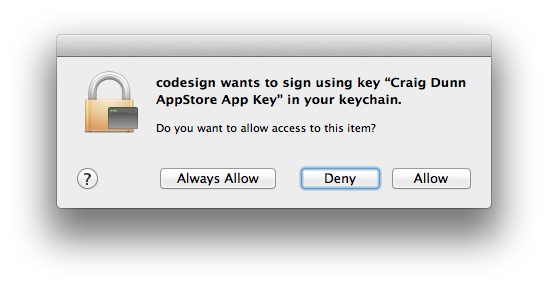 codesign wants to sign using key “Craig Dunn
AppStore App Key” in your keychain.
Do you want to allow access to this item?
?
Always Allow
Deny
Allow